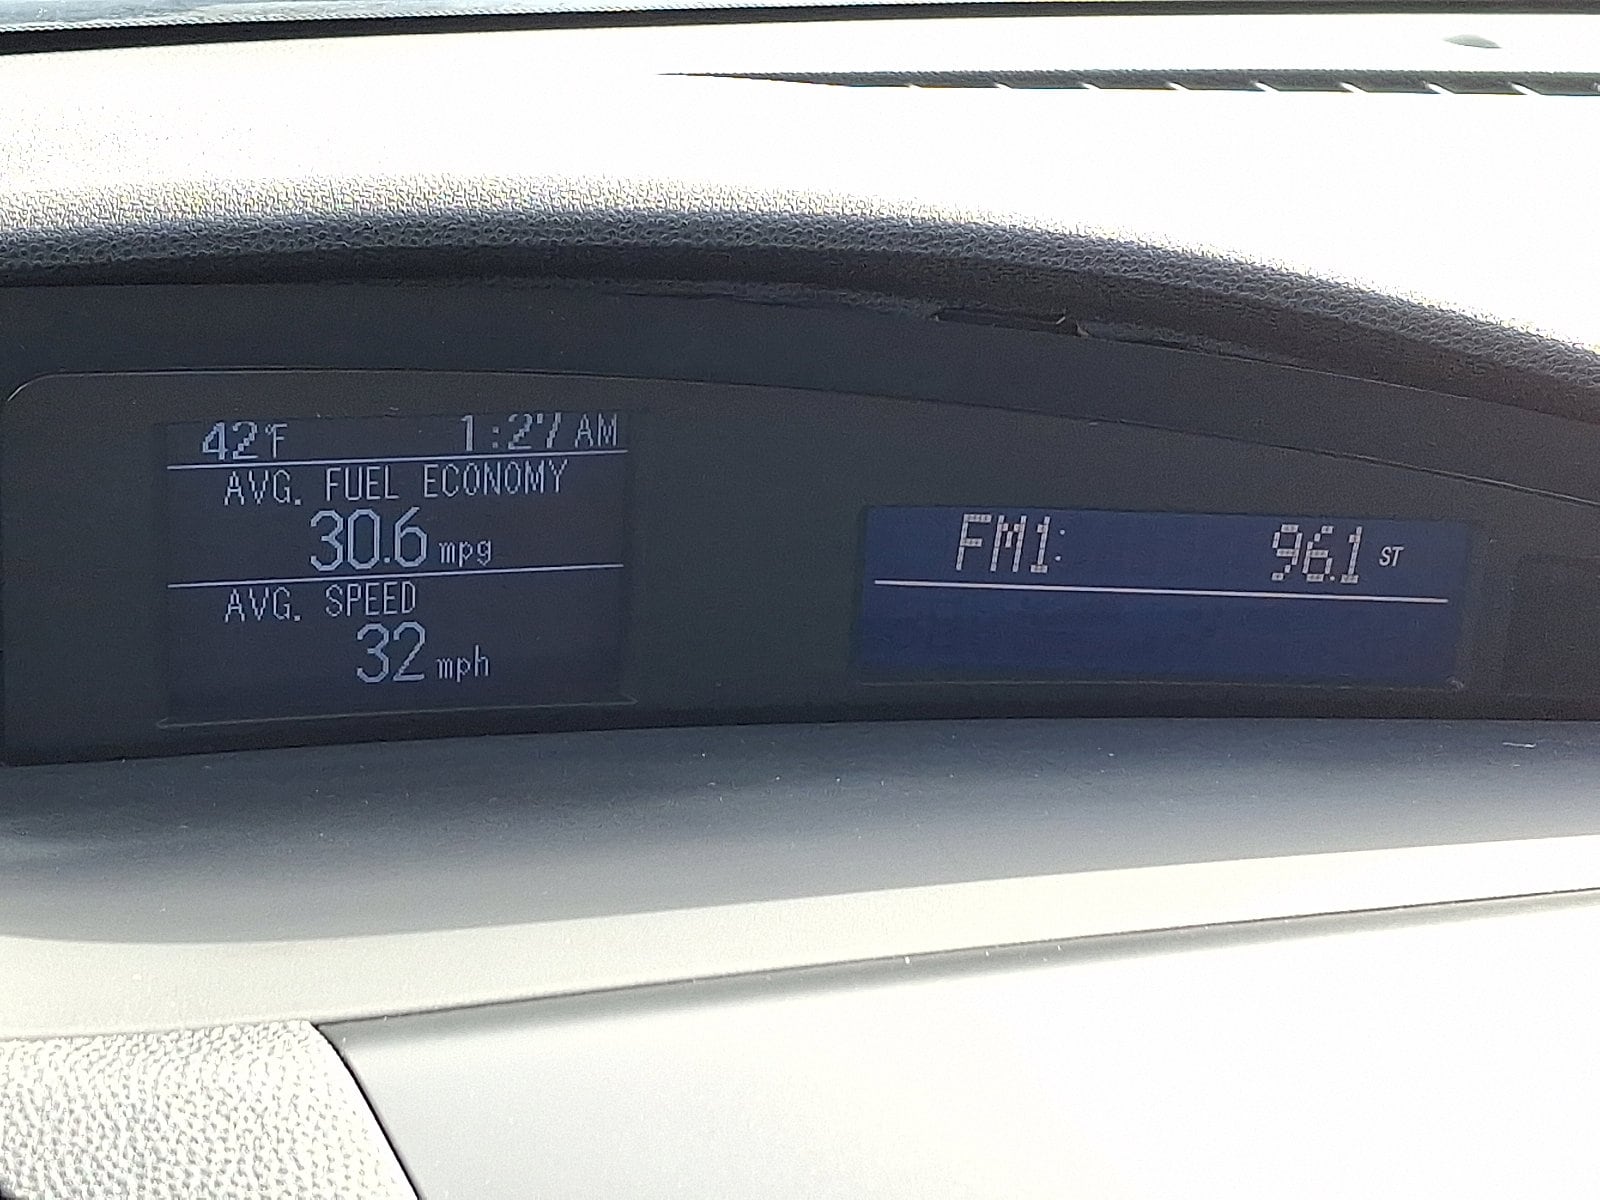 42°F 1:27 AM
AVG. FUEL ECONOMY
30.6 mpg
AVG. SPEED
32 mph
FM1: 96.1 ST